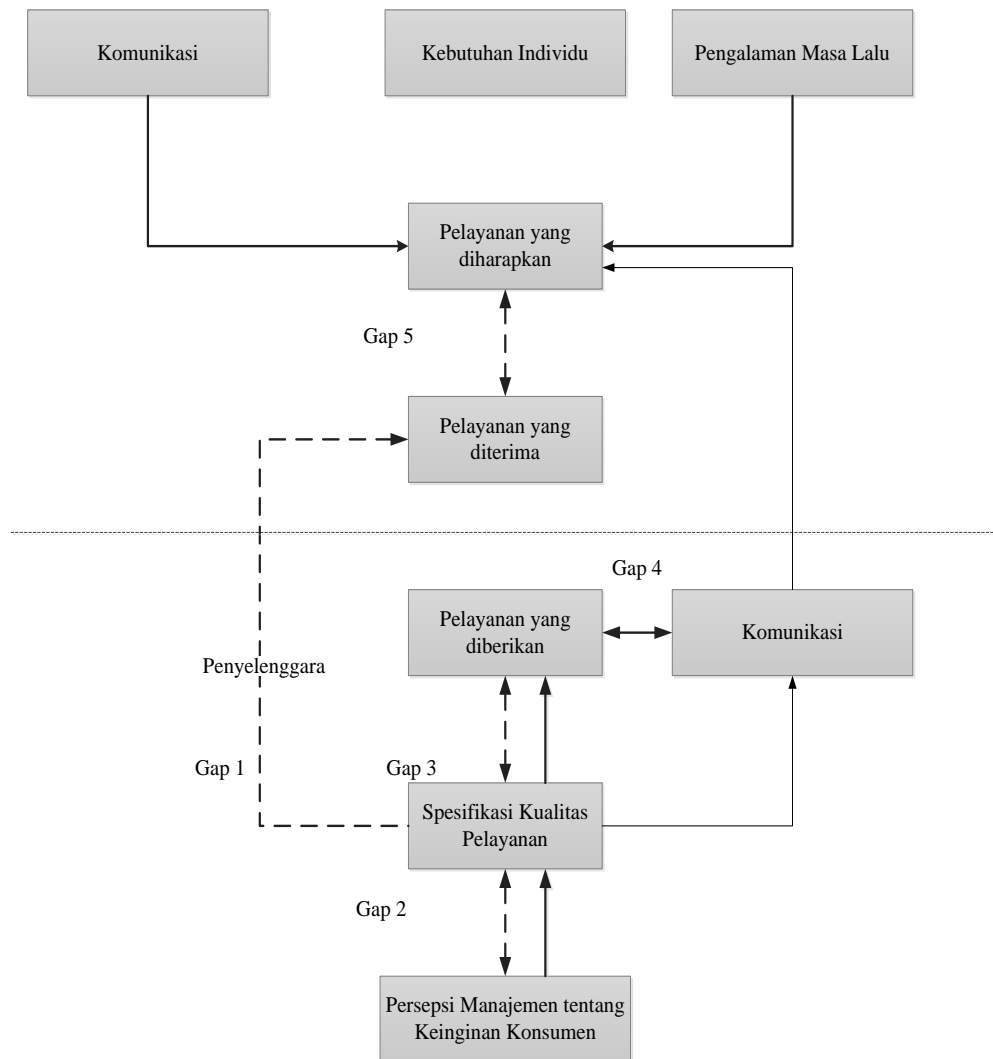 Komunikasi
Kebutuhan Individu
Pengalaman Masa Lalu
Pelayanan yang
diharapkan
Gap 5
Pelayanan yang
diterima
Gap 4
Pelayanan yang
diberikan
Komunikasi
Penyelenggara
Gap 1
Gap 3
Spesifikasi Kualitas
Pelayanan
Gap 2
Persepsi Manajemen tentang
Keinginan Konsumen